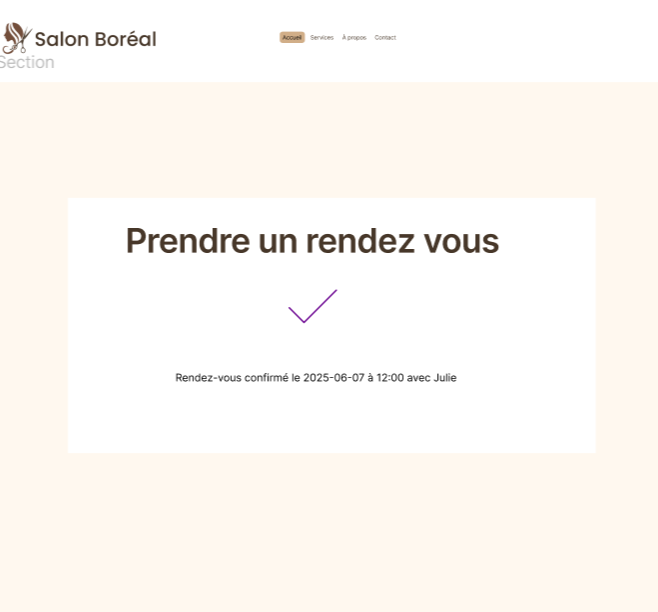 Salon Boréal
Accueil Services À propos Contact
Section
Prendre un rendez vous
Rendez-vous confirmé le 2025-06-07 à 12:00 avec Julie